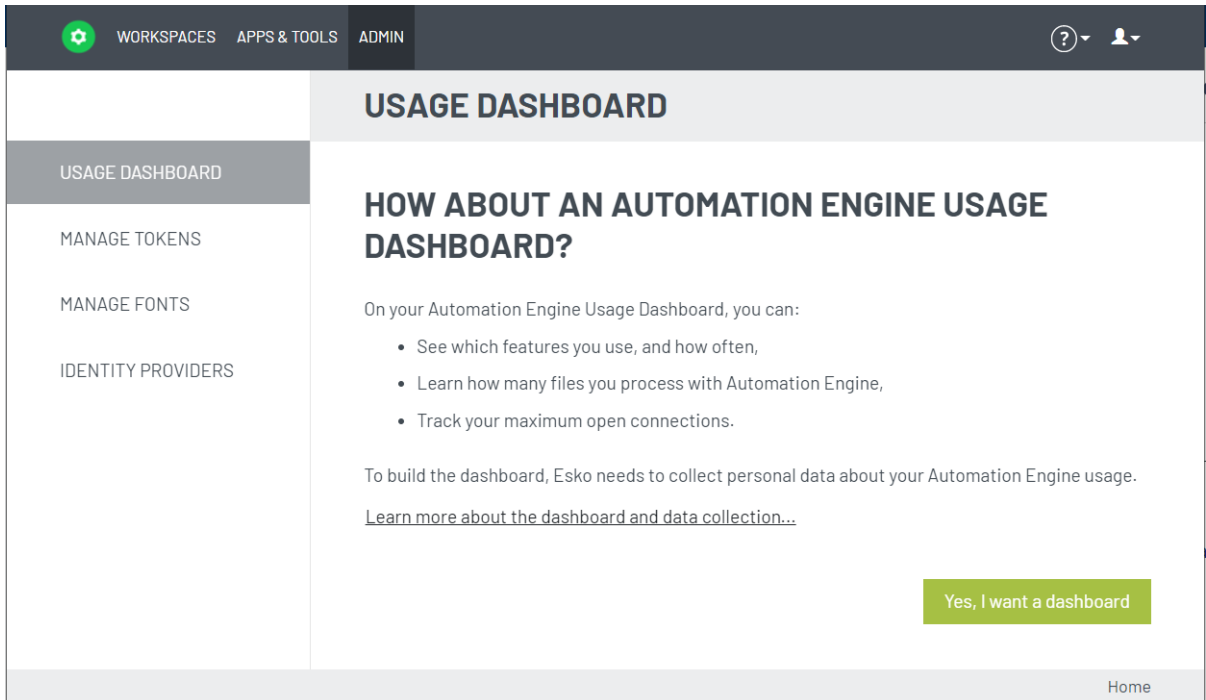 WORKSPACES APPS & TOOLS ADMIN ?
USAGE DASHBOARD
USAGE DASHBOARD
MANAGE TOKENS
MANAGE FONTS
IDENTITY PROVIDERS
HOW ABOUT AN AUTOMATION ENGINE USAGE
DASHBOARD?
On your Automation Engine Usage Dashboard, you can:
• See which features you use, and how often,
• Learn how many files you process with Automation Engine,
• Track your maximum open connections.
To build the dashboard, Esko needs to collect personal data about your Automation Engine usage.
Learn more about the dashboard and data collection...
Yes, I want a dashboard
Home